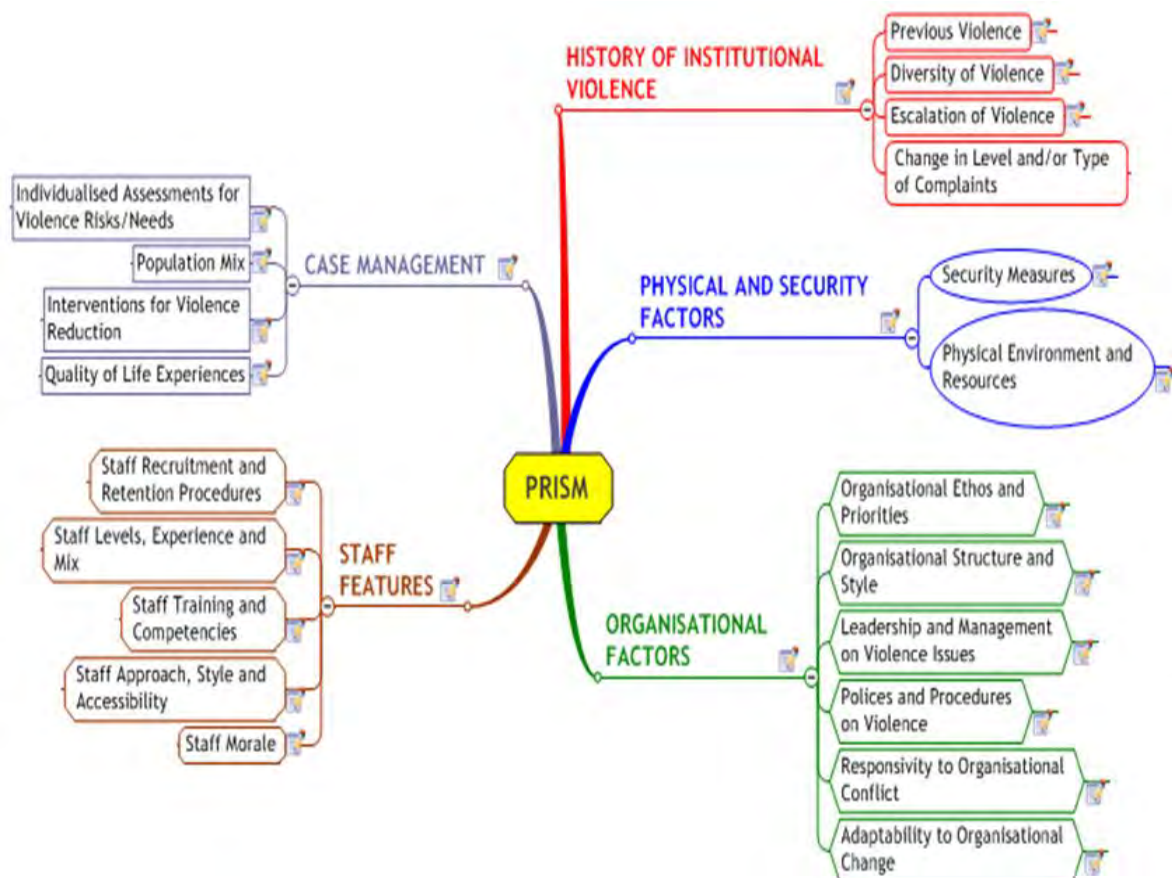 HISTORY OF INSTITUTIONAL
VIOLENCE
Previous Violence
Diversity of Violence
Escalation of Violence
Change in Level and/or Type
of Complaints
PHYSICAL AND SECURITY
FACTORS
Security Measures
Physical Environment and
Resources
CASE MANAGEMENT
Individualised Assessments for
Violence Risks/Needs
Population Mix
Interventions for Violence
Reduction
Quality of Life Experiences
PRISM
STAFF
FEATURES
Staff Recruitment and
Retention Procedures
Staff Levels, Experience and
Mix
Staff Training and
Competencies
Staff Approach, Style and
Accessibility
Staff Morale
ORGANISATIONAL
FACTORS
Organisational Ethos and
Priorities
Organisational Structure and
Style
Leadership and Management
on Violence Issues
Polices and Procedures
on Violence
Responsivity to Organisational
Conflict
Adaptability to Organisational
Change